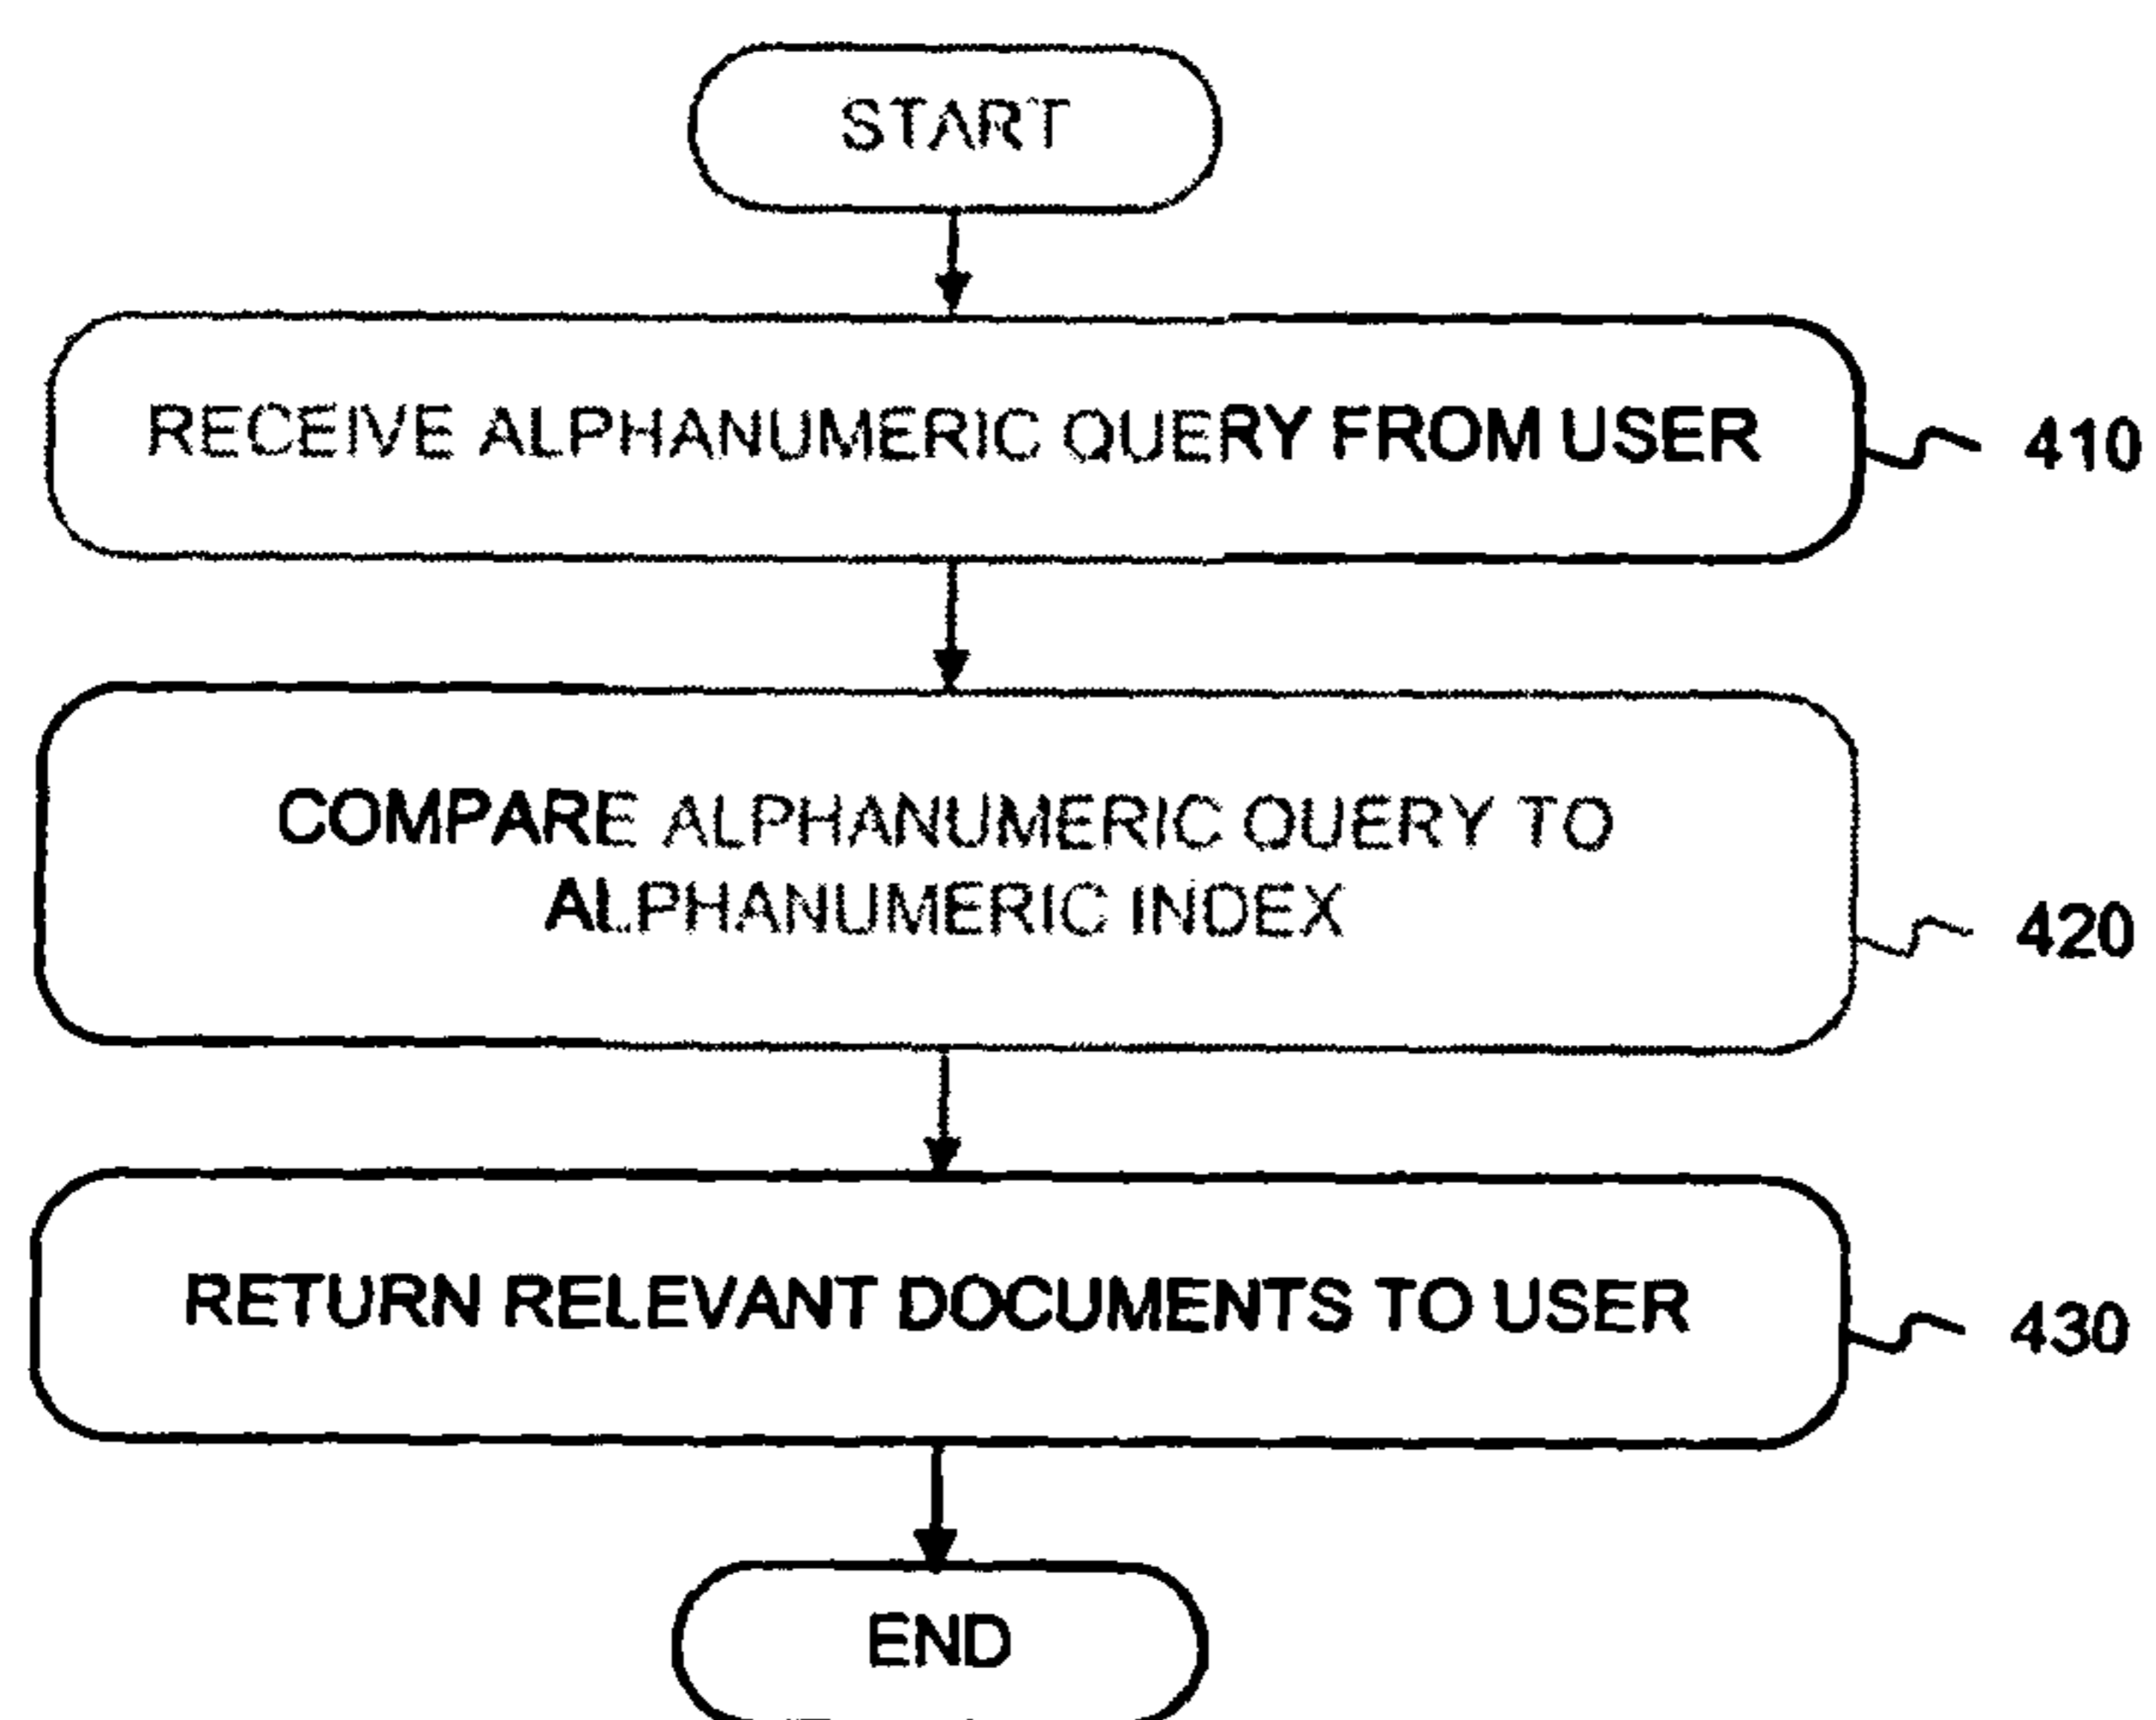 START
RECEIVE ALPHANUMERIC QUERY FROM USER
410
COMPARE ALPHANUMERIC QUERY TO
ALPHANUMERIC INDEX
420
RETURN RELEVANT DOCUMENTS TO USER
430
END